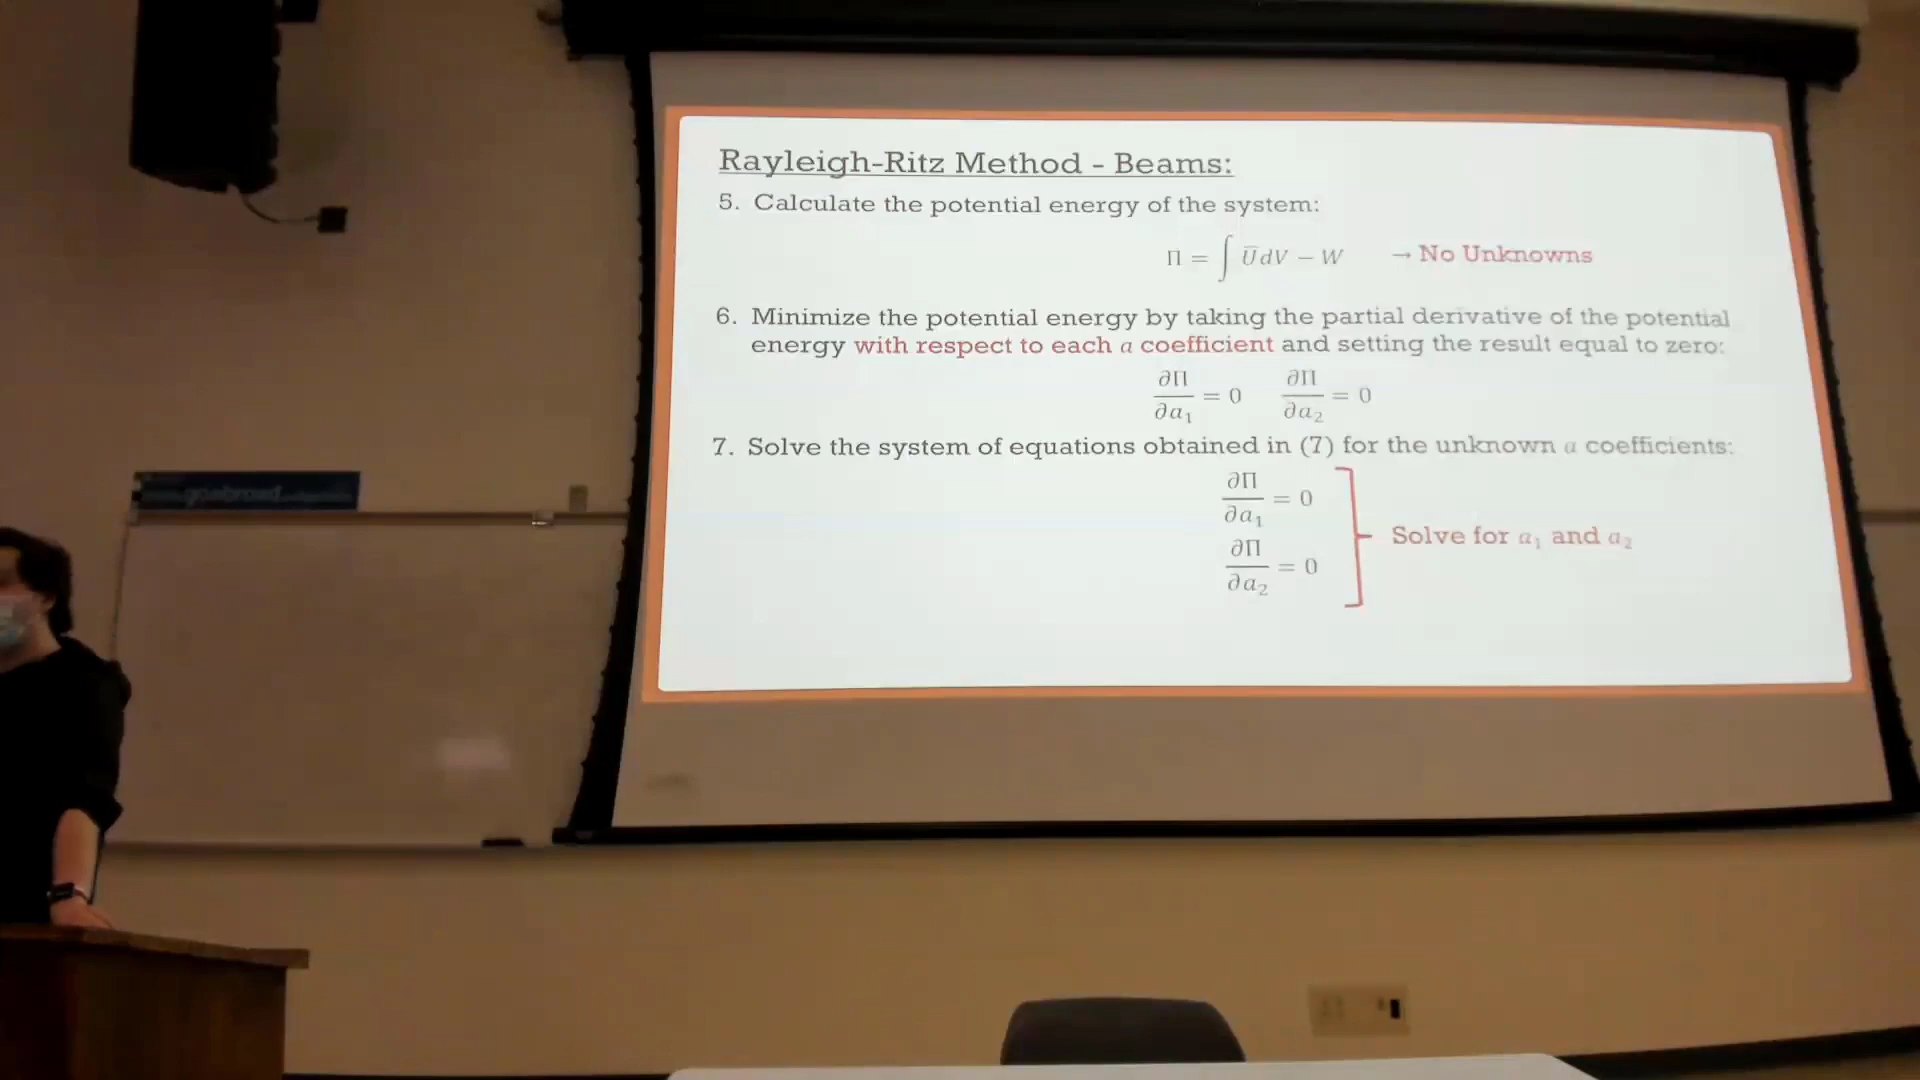 Rayleigh-Ritz Method - Beams:
5. Calculate the potential energy of the system:
Π = ∫ U̅dV − W → No Unknowns
6. Minimize the potential energy by taking the partial derivative of the potential
energy with respect to each a coefficient and setting the result equal to zero:
∂Π/∂a₁ = 0 ∂Π/∂a₂ = 0
7. Solve the system of equations obtained in (7) for the unknown a coefficients:
∂Π/∂a₁ = 0
∂Π/∂a₂ = 0
Solve for a₁ and a₂
goabroad